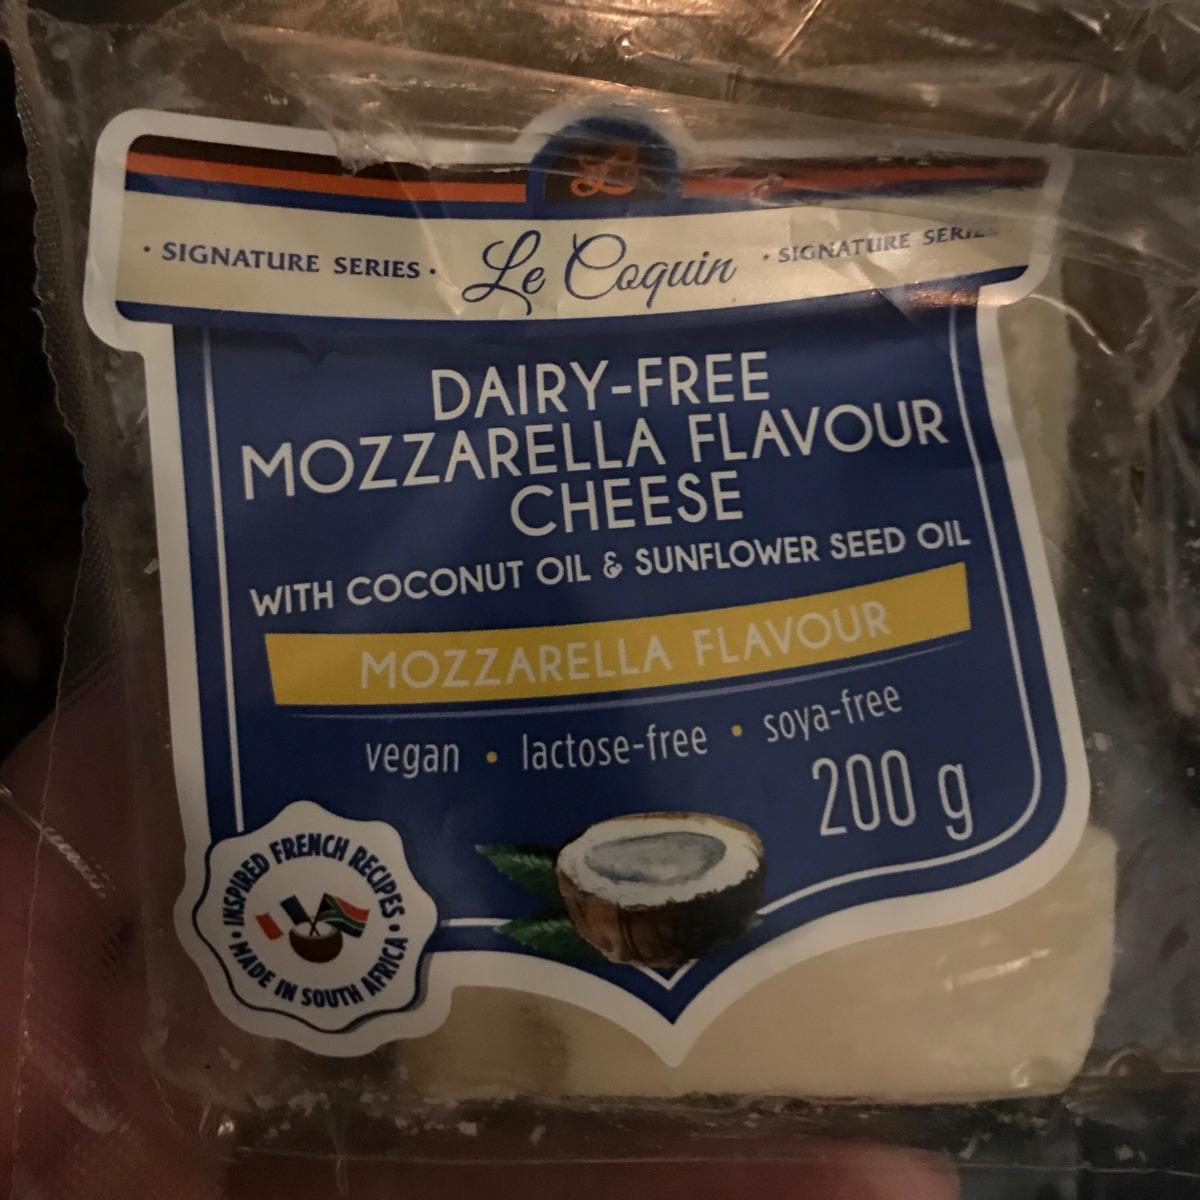 L
· SIGNATURE SERIES · Le Coquin · SIGNATURE SERIES
DAIRY-FREE
MOZZARELLA FLAVOUR
CHEESE
WITH COCONUT OIL & SUNFLOWER SEED OIL
MOZZARELLA FLAVOUR
vegan • lactose-free • soya-free
200 g
• INSPIRED FRENCH RECIPES •
MADE IN SOUTH AFRICA